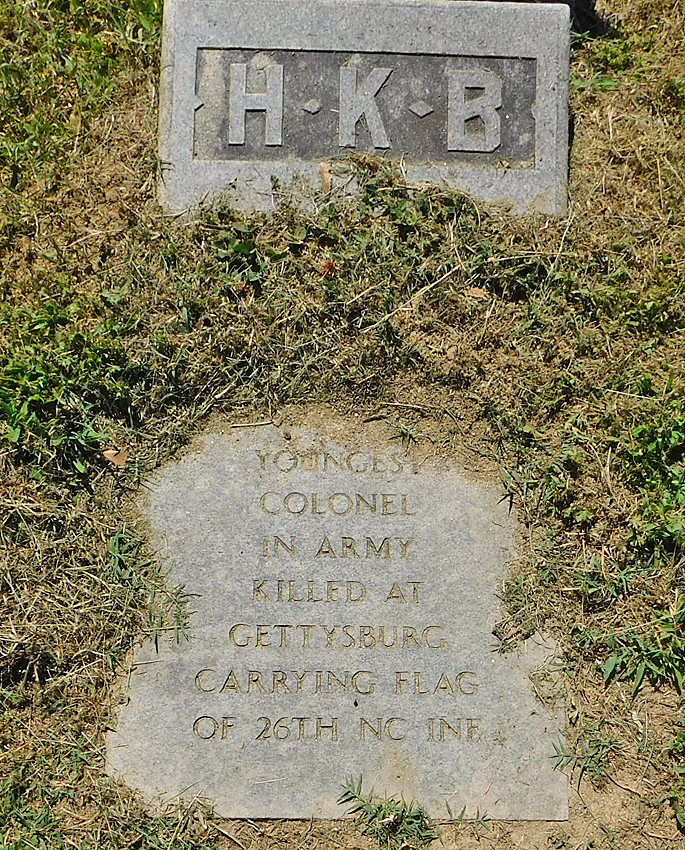 H · K · B
YOUNGEST
COLONEL
IN ARMY
KILLED AT
GETTYSBURG
CARRYING FLAG
OF 26TH NC INF